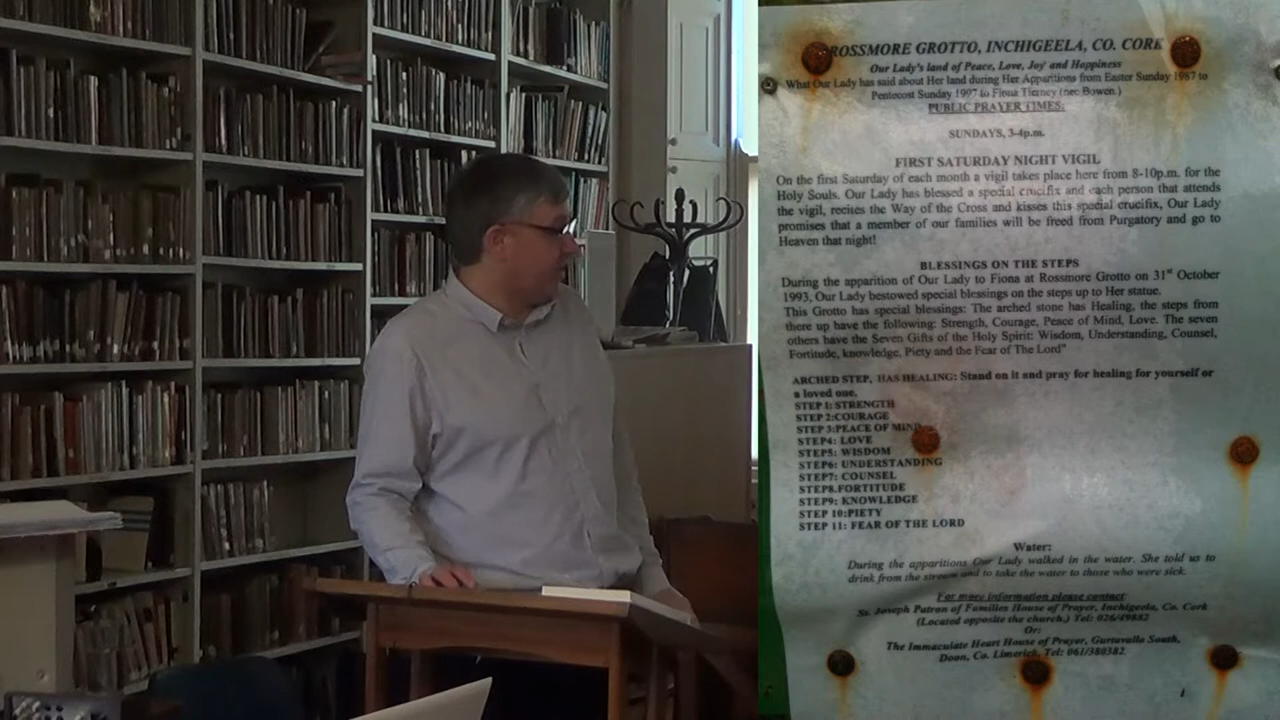 ROSSMORE GROTTO, INCHIGEELA, CO. CORK
Our Lady's land of Peace, Love, Joy and Happiness
What Our Lady has said about Her land during Her Apparitions from Easter Sunday 1987 to
Pentecost Sunday 1997 to Fiona Tierney (nee Bowen.)
PUBLIC PRAYER TIMES:
SUNDAYS, 3-4p.m.
FIRST SATURDAY NIGHT VIGIL
On the first Saturday of each month a vigil takes place here from 8-10p.m. for the
Holy Souls. Our Lady has blessed a special crucifix and each person that attends
the vigil, recites the Way of the Cross and kisses this special crucifix, Our Lady
promises that a member of our families will be freed from Purgatory and go to
Heaven that night!
BLESSINGS ON THE STEPS
During the apparition of Our Lady to Fiona at Rossmore Grotto on 31st October
1993, Our Lady bestowed special blessings on the steps up to Her statue.
This Grotto has special blessings: The arched stone has Healing, the steps from
there up have the following: Strength, Courage, Peace of Mind, Love. The seven
others have the Seven Gifts of the Holy Spirit: Wisdom, Understanding, Counsel,
Fortitude, knowledge, Piety and the Fear of The Lord"
ARCHED STEP, HAS HEALING: Stand on it and pray for healing for yourself or
a loved one.
STEP 1: STRENGTH
STEP 2:COURAGE
STEP 3:PEACE OF MIND
STEP4: LOVE
STEP5: WISDOM
STEP6: UNDERSTANDING
STEP7: COUNSEL
STEP8.FORTITUDE
STEP9: KNOWLEDGE
STEP 10:PIETY
STEP 11: FEAR OF THE LORD
Water:
During the apparitions Our Lady walked in the water. She told us to
drink from the stream and to take the water to those who were sick.
For more information please contact:
St. Joseph Patron of Families House of Prayer, Inchigeela, Co. Cork
(Located opposite the church.) Tel: 026/49882
Or:
The Immaculate Heart House of Prayer, Gurtavalla South,
Doon, Co. Limerick, Tel: 061/380382
1